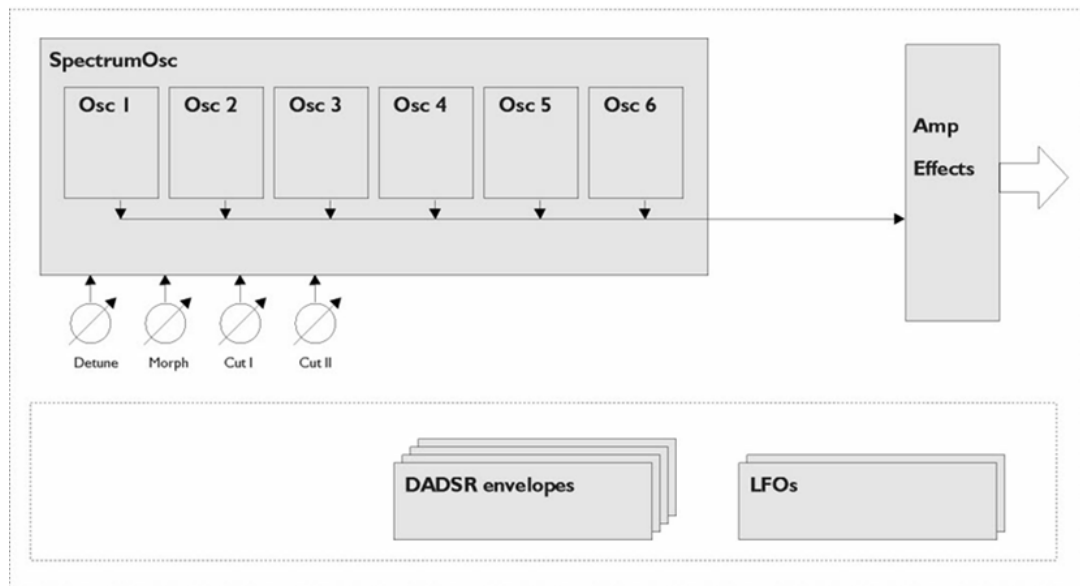 SpectrumOsc
Osc 1
Osc 2
Osc 3
Osc 4
Osc 5
Osc 6
Amp
Effects
Detune
Morph
Cut I
Cut II
DADSR envelopes
LFOs